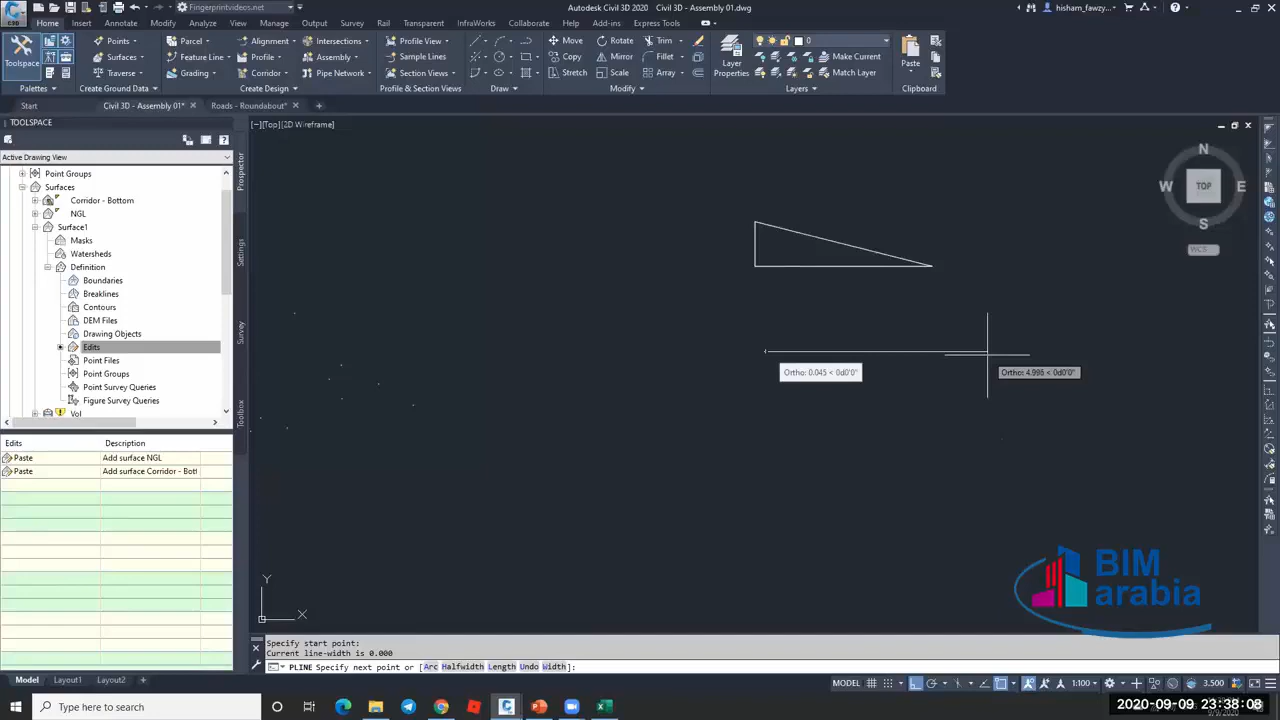 Fingerprintvideos.net
Autodesk Civil 3D 2020
Civil 3D - Assembly 01.dwg
hisham_fawzy...
C3D
Home
Insert
Annotate
Modify
Analyze
View
Manage
Output
Survey
Rail
Transparent
InfraWorks
Collaborate
Help
Add-ins
Express Tools
Toolspace
Points
Surfaces
Traverse
Parcel
Feature Line
Grading
Alignment
Profile
Corridor
Intersections
Assembly
Pipe Network
Profile View
Sample Lines
Section Views
Move
Rotate
Trim
Copy
Mirror
Fillet
Stretch
Scale
Array
Layer
Properties
0
Make Current
Match Layer
Paste
Palettes
Create Ground Data
Create Design
Profile & Section Views
Draw
Modify
Layers
Clipboard
Start
Civil 3D - Assembly 01*
Roads - Roundabout*
TOOLSPACE
[−][Top][2D Wireframe]
Active Drawing View
Point Groups
Surfaces
Corridor - Bottom
NGL
Surface1
Masks
Watersheds
Definition
Boundaries
Breaklines
Contours
DEM Files
Drawing Objects
Edits
Point Files
Point Groups
Point Survey Queries
Figure Survey Queries
Vol
Prospector
Settings
Survey
Toolbox
N
W
TOP
E
S
WCS
Ortho: 0.045 < 0d0'0"
Ortho: 4.995 < 0d0'0"
Edits
Description
Paste
Add surface NGL
Paste
Add surface Corridor - Bott
BIM
arabia
Y
X
Specify start point:
Current line-width is 0.000
PLINE Specify next point or [Arc Halfwidth Length Undo Width]:
Model
Layout1
Layout2
MODEL
1:100
3.500
Type here to search
2020-09-09 23:38:08